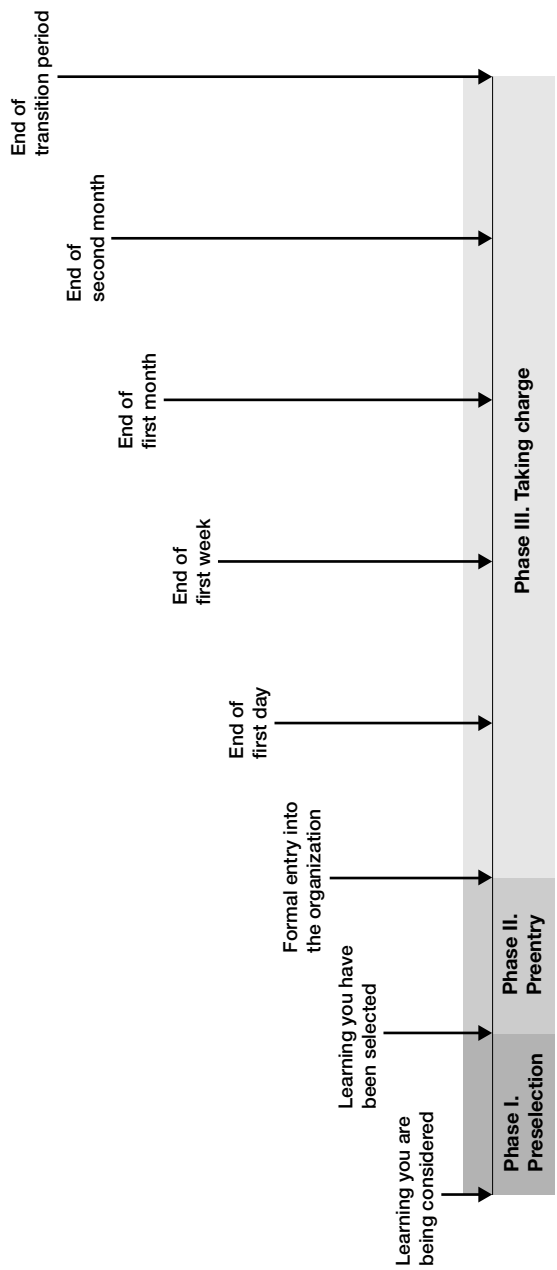 Learning you are
being considered
Learning you have
been selected
Formal entry into
the organization
End of
first day
End of
first week
End of
first month
End of
second month
End of
transition period
Phase I.
Preselection
Phase II.
Preentry
Phase III. Taking charge